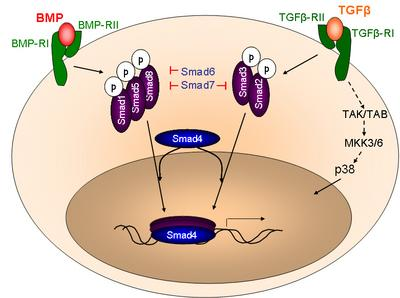 BMP
BMP-RII
BMP-RI
TGFβ
TGFβ-RII
TGFβ-RI
P
P
P
Smad1
Smad5
Smad8
Smad6
Smad7
P
P
Smad3
Smad2
TAK/TAB
MKK3/6
p38
Smad4
Smad4